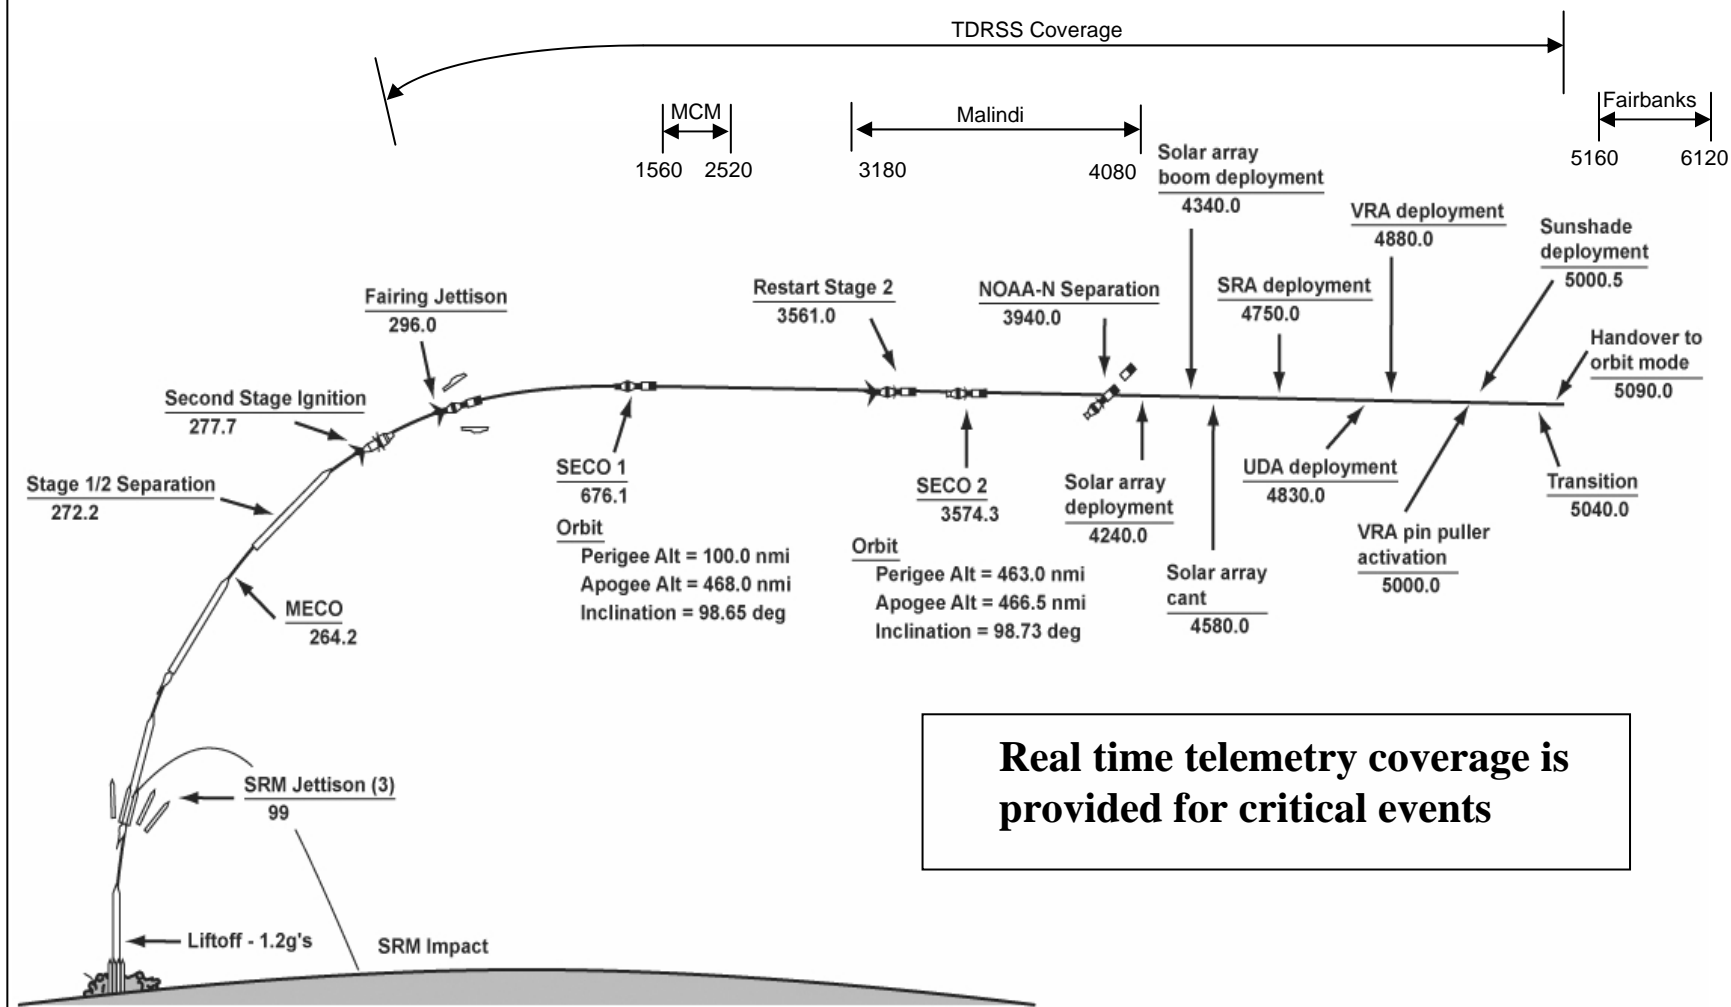 TDRSS Coverage
MCM
1560 2520
Malindi
3180 4080
Fairbanks
5160 6120
Liftoff - 1.2g's
SRM Impact
SRM Jettison (3)
99
MECO
264.2
Stage 1/2 Separation
272.2
Second Stage Ignition
277.7
Fairing Jettison
296.0
SECO 1
676.1
Orbit
Perigee Alt = 100.0 nmi
Apogee Alt = 468.0 nmi
Inclination = 98.65 deg
Restart Stage 2
3561.0
SECO 2
3574.3
Orbit
Perigee Alt = 463.0 nmi
Apogee Alt = 466.5 nmi
Inclination = 98.73 deg
NOAA-N Separation
3940.0
Solar array
deployment
4240.0
Solar array
boom deployment
4340.0
Solar array
cant
4580.0
SRA deployment
4750.0
UDA deployment
4830.0
VRA deployment
4880.0
VRA pin puller
activation
5000.0
Sunshade
deployment
5000.5
Transition
5040.0
Handover to
orbit mode
5090.0
Real time telemetry coverage is
provided for critical events